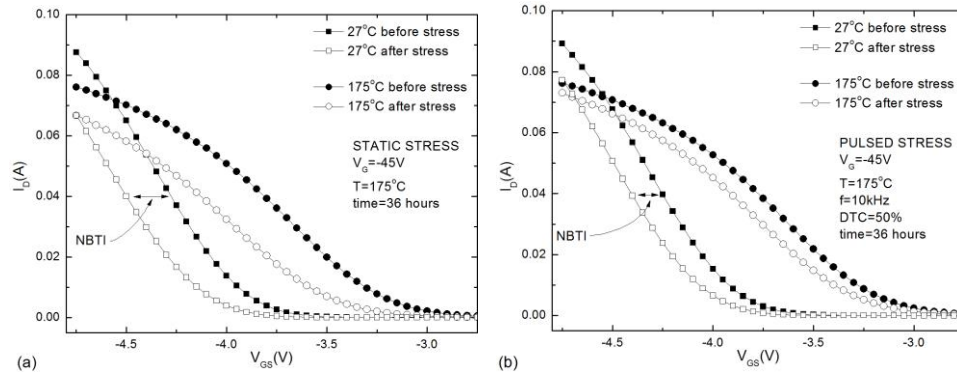 (a)
0.10
0.08
0.06
0.04
0.02
0.00
I_D(A)
27°C before stress
27°C after stress
175°C before stress
175°C after stress
STATIC STRESS
V_G=-45V
T=175°C
time=36 hours
NBTI
-4.5
-4.0
-3.5
-3.0
V_GS(V)
(b)
0.10
0.08
0.06
0.04
0.02
0.00
I_D(A)
27°C before stress
27°C after stress
175°C before stress
175°C after stress
PULSED STRESS
V_G=-45V
T=175°C
f=10kHz
DTC=50%
time=36 hours
NBTI
-4.5
-4.0
-3.5
-3.0
V_GS(V)